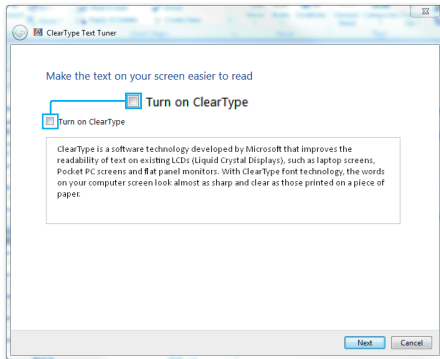 ClearType Text Tuner
Make the text on your screen easier to read
Turn on ClearType
Turn on ClearType
ClearType is a software technology developed by Microsoft that improves the
readability of text on existing LCDs (Liquid Crystal Displays), such as laptop screens,
Pocket PC screens and flat panel monitors. With ClearType font technology, the words
on your computer screen look almost as sharp and clear as those printed on a piece of
paper.
Next Cancel